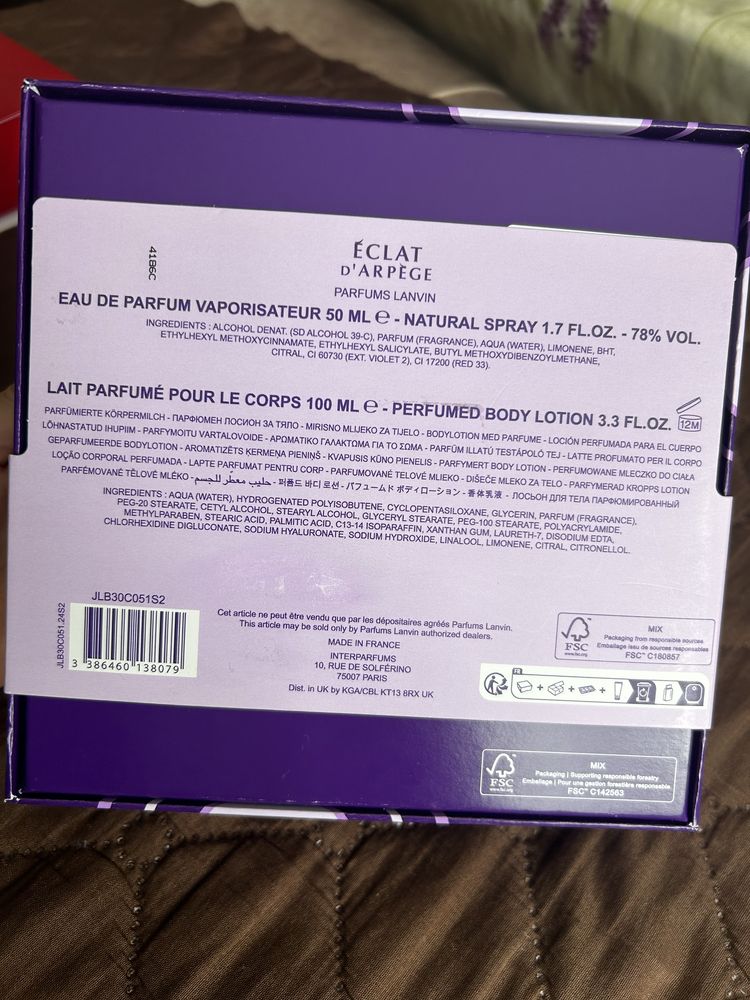 41B6C
ÉCLAT
D'ARPÈGE
PARFUMS LANVIN
EAU DE PARFUM VAPORISATEUR 50 ML ℮ - NATURAL SPRAY 1.7 FL.OZ. - 78% VOL.
INGREDIENTS : ALCOHOL DENAT. (SD ALCOHOL 39-C), PARFUM (FRAGRANCE), AQUA (WATER), LIMONENE, BHT,
ETHYLHEXYL METHOXYCINNAMATE, ETHYLHEXYL SALICYLATE, BUTYL METHOXYDIBENZOYLMETHANE,
CITRAL, CI 60730 (EXT. VIOLET 2), CI 17200 (RED 33).
LAIT PARFUMÉ POUR LE CORPS 100 ML ℮ - PERFUMED BODY LOTION 3.3 FL.OZ.
12M
PARFÜMIERTE KÖRPERMILCH - ПАРФЮМЕН ЛОСИОН ЗА ТЯЛО - MIRISNO MLIJEKO ZA TIJELO - BODYLOTION MED PARFUME - LOCIÓN PERFUMADA PARA EL CUERPO
LÕHNASTATUD IHUPIIM - PARFYMOITU VARTALOVOIDE - ΑΡΩΜΑΤΙΚΟ ΓΑΛΑΚΤΩΜΑ ΓΙΑ ΤΟ ΣΩΜΑ - PARFÜM ILLATÚ TESTÁPOLÓ TEJ - LATTE PROFUMATO PER IL CORPO
GEPARFUMEERDE BODYLOTION - AROMATIZĒTS ĶERMEŅA PIENIŅŠ - KVAPUSIS KŪNO PIENELIS - PARFYMERT BODY LOTION - PERFUMOWANE MLECZKO DO CIAŁA
LOÇÃO CORPORAL PERFUMADA - LAPTE PARFUMAT PENTRU CORP - PARFUMOVANÉ TELOVÉ MLIEKO - DIŠEČE MLEKO ZA TELO - PARFYMERAD KROPPS LOTION
PARFÉMOVANÉ TĚLOVÉ MLÉKO - حليب معطّر للجسم - 퍼퓸드 바디 로션 - パフュームド ボディローション - 香体乳液 - ЛОСЬОН ДЛЯ ТІЛА ПАРФЮМОВАНИЙ
INGREDIENTS : AQUA (WATER), HYDROGENATED POLYISOBUTENE, CYCLOPENTASILOXANE, GLYCERIN, PARFUM (FRAGRANCE),
PEG-20 STEARATE, CETYL ALCOHOL, STEARYL ALCOHOL, GLYCERYL STEARATE, PEG-100 STEARATE, POLYACRYLAMIDE,
METHYLPARABEN, STEARIC ACID, PALMITIC ACID, C13-14 ISOPARAFFIN, XANTHAN GUM, LAURETH-7, DISODIUM EDTA,
CHLORHEXIDINE DIGLUCONATE, SODIUM HYALURONATE, SODIUM HYDROXIDE, LINALOOL, LIMONENE, CITRAL, CITRONELLOL.
JLB30C051S2
JLB30C051.24S2
3 386460 138079
Cet article ne peut être vendu que par les dépositaires agréés Parfums Lanvin.
This article may be sold only by Parfums Lanvin authorized dealers.
MADE IN FRANCE
INTERPARFUMS
10, RUE DE SOLFÉRINO
75007 PARIS
Dist. in UK by KGA/CBL KT13 8RX UK
FSC
www.fsc.org
MIX
Packaging from responsible sources
Emballage issu de sources responsables
FSC™ C160857
FR
FSC
www.fsc.org
MIX
Packaging | Supporting responsible forestry
Emballage | Pour une gestion forestière responsable
FSC™ C142563